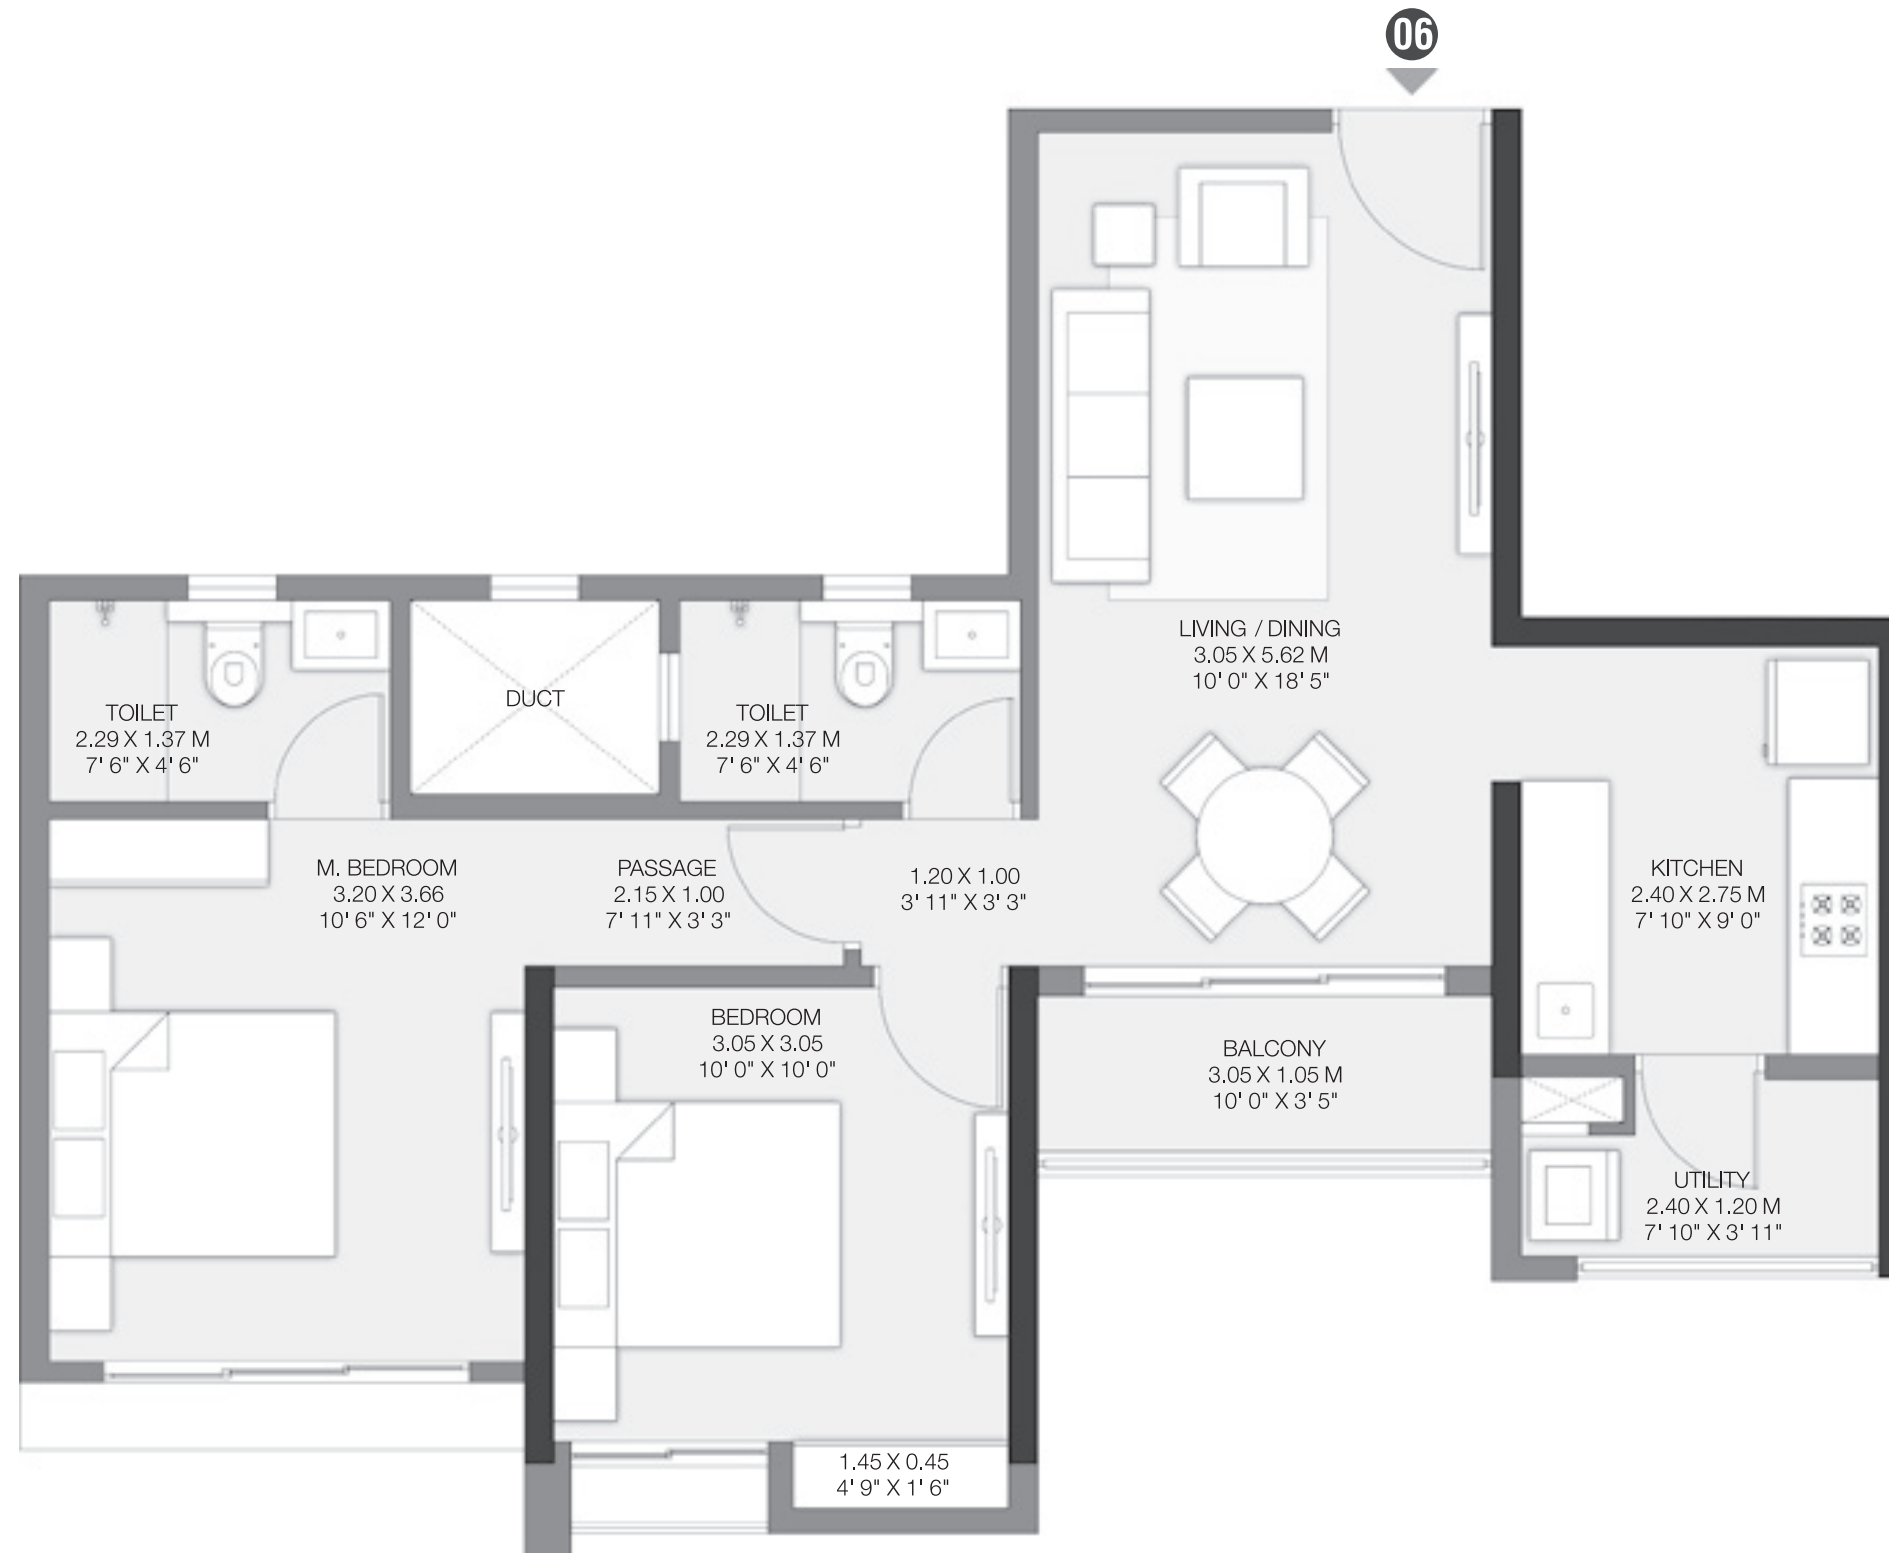 06
LIVING / DINING
3.05 X 5.62 M
10' 0" X 18' 5"
TOILET
2.29 X 1.37 M
7' 6" X 4' 6"
DUCT
TOILET
2.29 X 1.37 M
7' 6" X 4' 6"
M. BEDROOM
3.20 X 3.66
10' 6" X 12' 0"
PASSAGE
2.15 X 1.00
7' 11" X 3' 3"
1.20 X 1.00
3' 11" X 3' 3"
KITCHEN
2.40 X 2.75 M
7' 10" X 9' 0"
BEDROOM
3.05 X 3.05
10' 0" X 10' 0"
BALCONY
3.05 X 1.05 M
10' 0" X 3' 5"
UTILITY
2.40 X 1.20 M
7' 10" X 3' 11"
1.45 X 0.45
4' 9" X 1' 6"